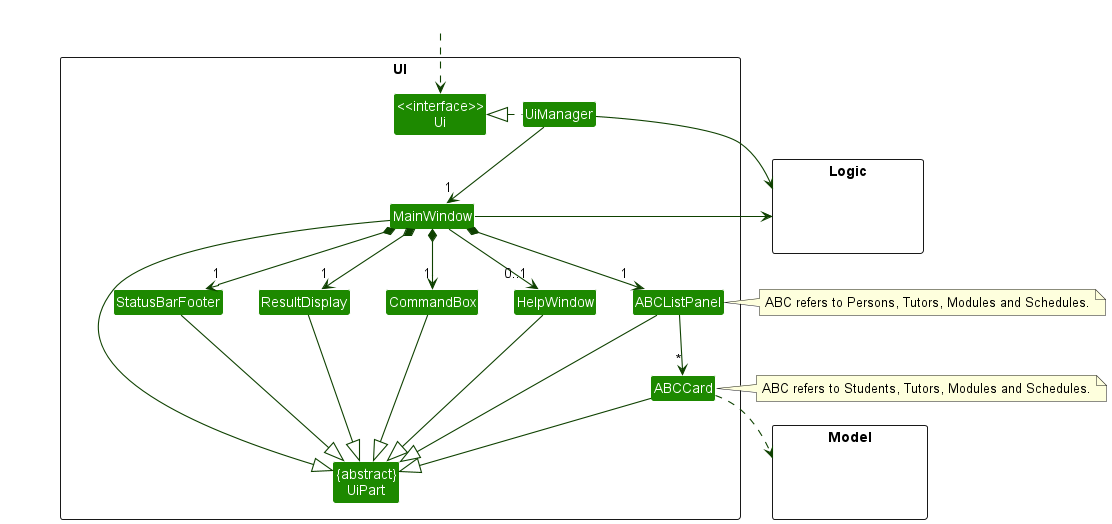 UI
<<interface>>
Ui
UiManager
Logic
1
MainWindow
1
1
1
0..1
1
StatusBarFooter
ResultDisplay
CommandBox
HelpWindow
ABCListPanel
ABC refers to Persons, Tutors, Modules and Schedules.
*
ABCCard
ABC refers to Students, Tutors, Modules and Schedules.
Model
{abstract}
UiPart